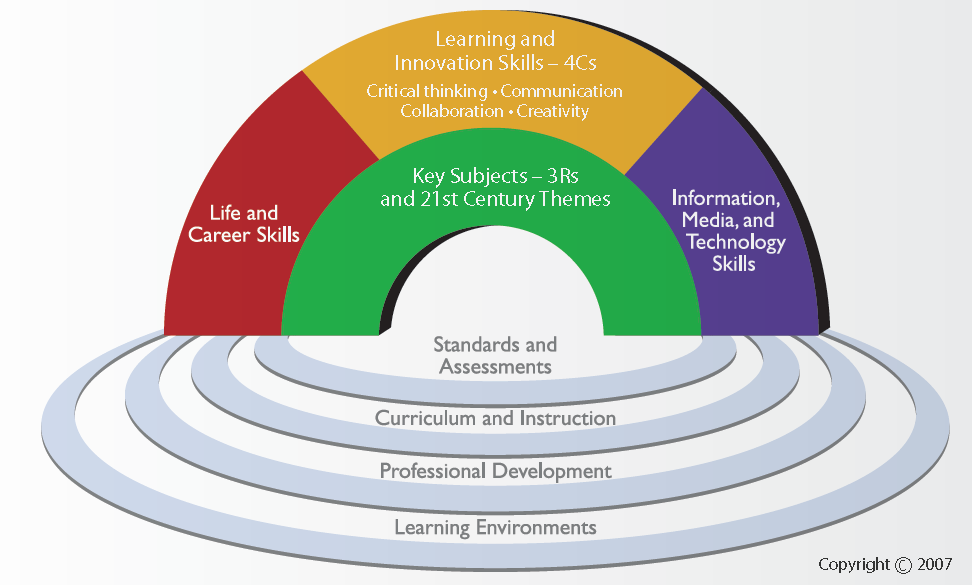 Learning and
Innovation Skills – 4Cs
Critical thinking • Communication
Collaboration • Creativity
Key Subjects – 3Rs
and 21st Century Themes
Life and
Career Skills
Information,
Media, and
Technology
Skills
Standards and
Assessments
Curriculum and Instruction
Professional Development
Learning Environments
Copyright © 2007